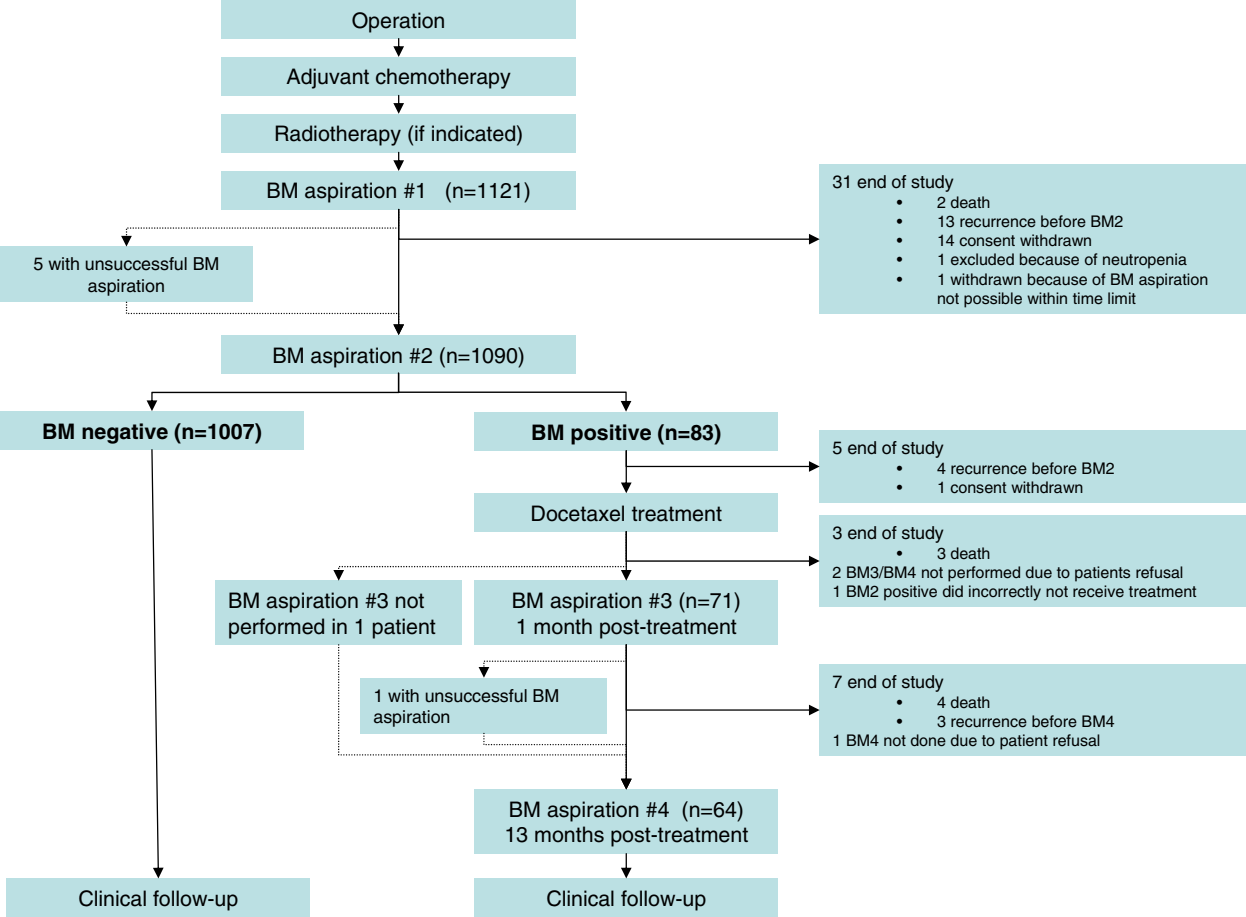 Operation
Adjuvant chemotherapy
Radiotherapy (if indicated)
BM aspiration #1 (n=1121)
31 end of study
• 2 death
• 13 recurrence before BM2
• 14 consent withdrawn
• 1 excluded because of neutropenia
• 1 withdrawn because of BM aspiration
not possible within time limit
5 with unsuccessful BM
aspiration
BM aspiration #2 (n=1090)
BM negative (n=1007)
BM positive (n=83)
5 end of study
• 4 recurrence before BM2
• 1 consent withdrawn
Docetaxel treatment
3 end of study
• 3 death
2 BM3/BM4 not performed due to patients refusal
1 BM2 positive did incorrectly not receive treatment
BM aspiration #3 not
performed in 1 patient
BM aspiration #3 (n=71)
1 month post-treatment
1 with unsuccessful BM
aspiration
7 end of study
• 4 death
• 3 recurrence before BM4
1 BM4 not done due to patient refusal
BM aspiration #4 (n=64)
13 months post-treatment
Clinical follow-up
Clinical follow-up